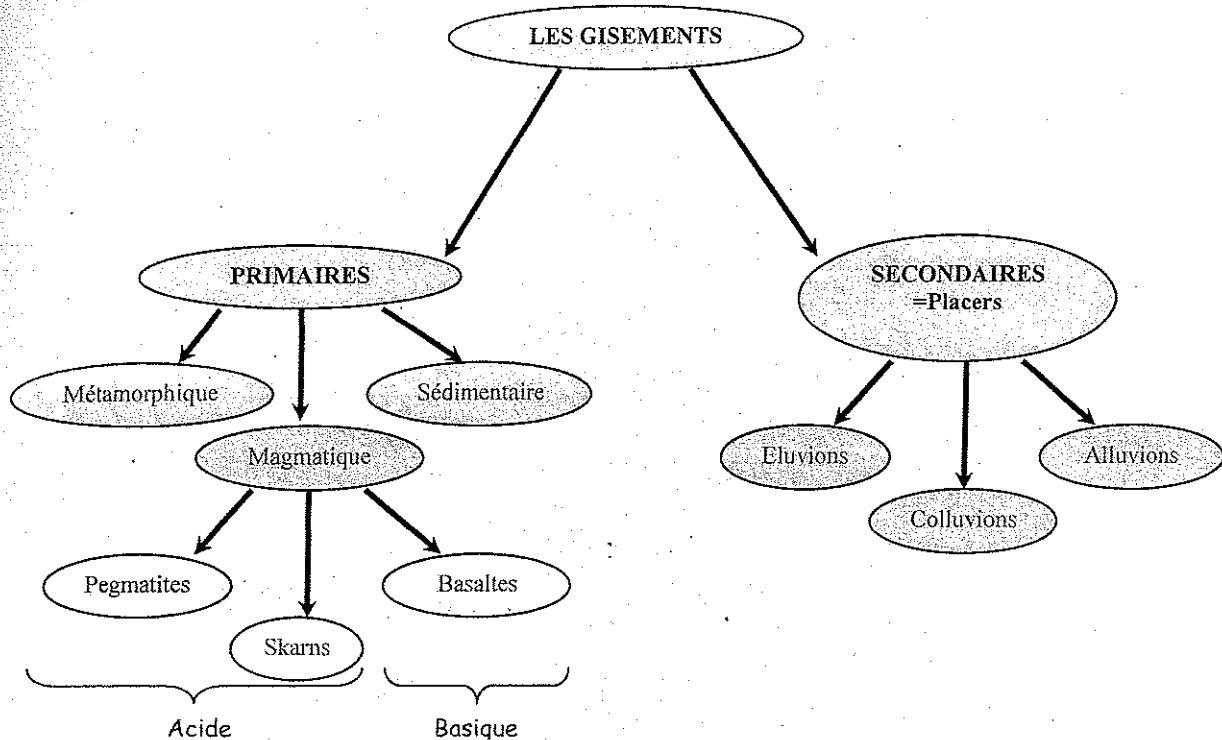 LES GISEMENTS
PRIMAIRES
SECONDAIRES
=Placers
Métamorphique
Sédimentaire
Magmatique
Eluvions
Alluvions
Colluvions
Pegmatites
Basaltes
Skarns
Acide
Basique